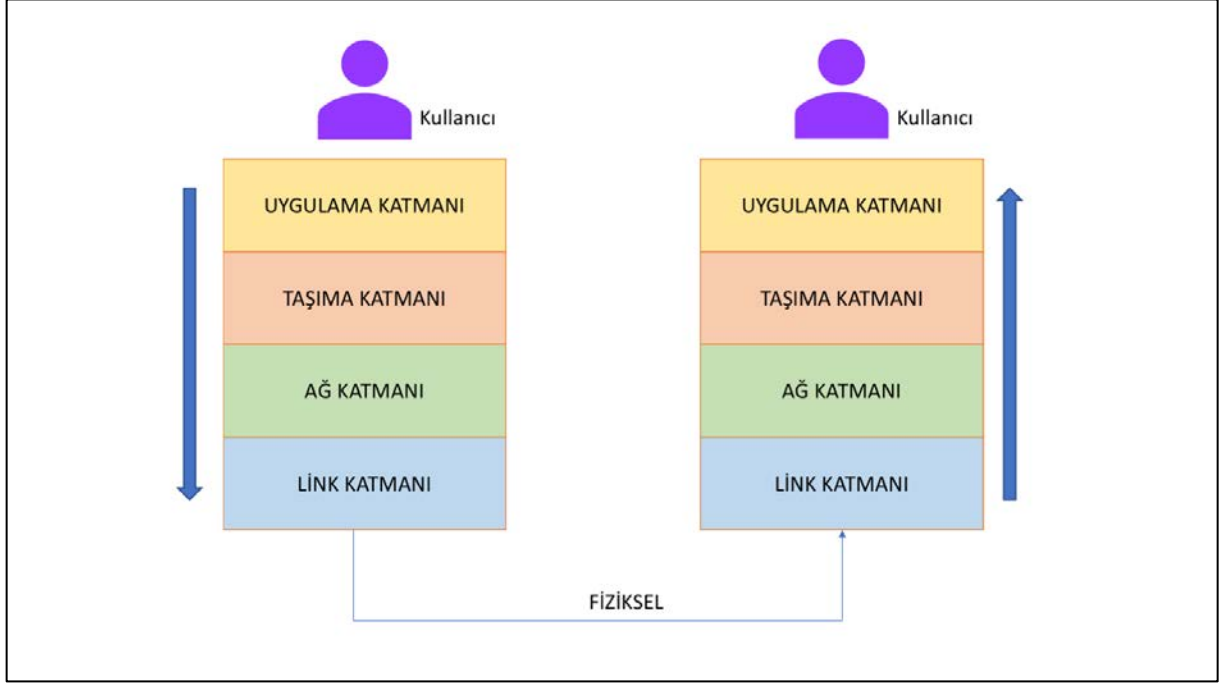 Kullanıcı
UYGULAMA KATMANI
TAŞIMA KATMANI
AĞ KATMANI
LİNK KATMANI
Kullanıcı
UYGULAMA KATMANI
TAŞIMA KATMANI
AĞ KATMANI
LİNK KATMANI
FİZİKSEL